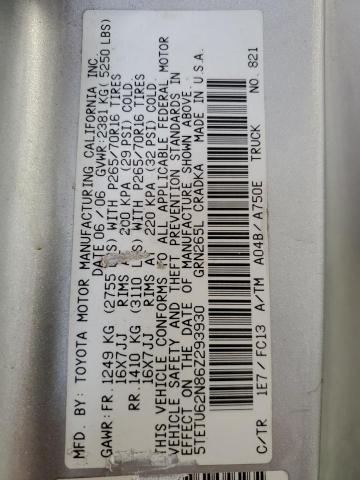 MFD. BY: TOYOTA MOTOR MANUFACTURING CALIFORNIA INC.
DATE 06 / 06 GVWR: 2381 KG ( 5250 LBS)
GAWR: FR. 1249 KG (2755 LBS) WITH P265/70R16 TIRES
16X7JJ RIMS AT 200 KPA (29 PSI) COLD.
RR. 1410 KG (3110 LBS) WITH P265/70R16 TIRES
16X7JJ RIMS AT 220 KPA (32 PSI) COLD.
THIS VEHICLE CONFORMS TO ALL APPLICABLE FEDERAL MOTOR
VEHICLE SAFETY AND THEFT PREVENTION STANDARDS IN
EFFECT ON THE DATE OF MANUFACTURE SHOWN ABOVE.
5TETU62N86Z293930 GRN265L CRADKA MADE IN U.S.A.
C/TR 1E7 / FC13 A/TM A04B/ A750E TRUCK NO. 821